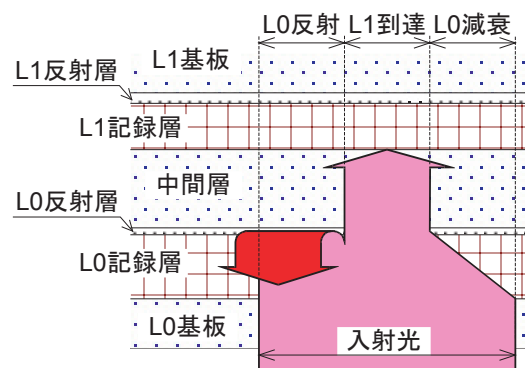 L0反射 L1到達 L0減衰
L1基板
L1反射層
L1記録層
中間層
L0反射層
L0記録層
L0基板
入射光